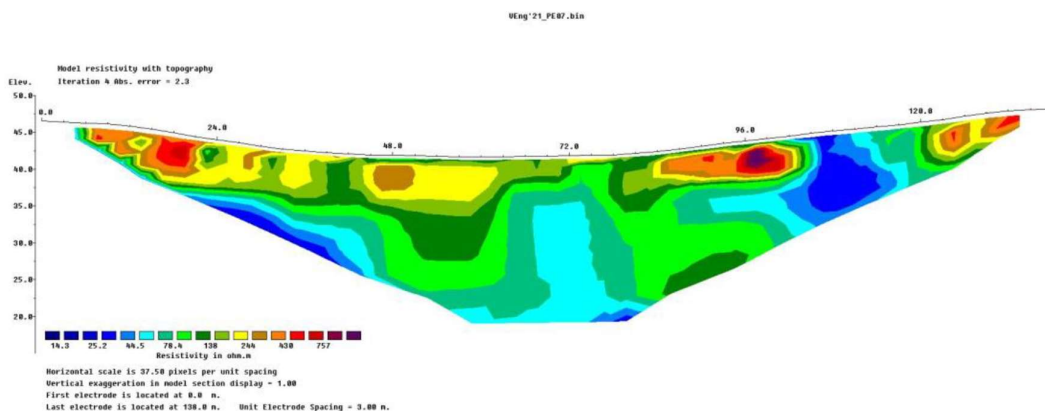 VEng'21_PE07.bin
Model resistivity with topography
Iteration 4 Abs. error = 2.3
Elev.
50.0
0.0
24.0
48.0
72.0
96.0
120.0
45.0
40.0
35.0
30.0
25.0
20.0
14.3 25.2 44.5 78.4 138 244 430 757
Resistivity in ohm.m
Horizontal scale is 37.50 pixels per unit spacing
Vertical exaggeration in model section display = 1.00
First electrode is located at 0.0 m.
Last electrode is located at 138.0 m. Unit Electrode Spacing = 3.00 m.